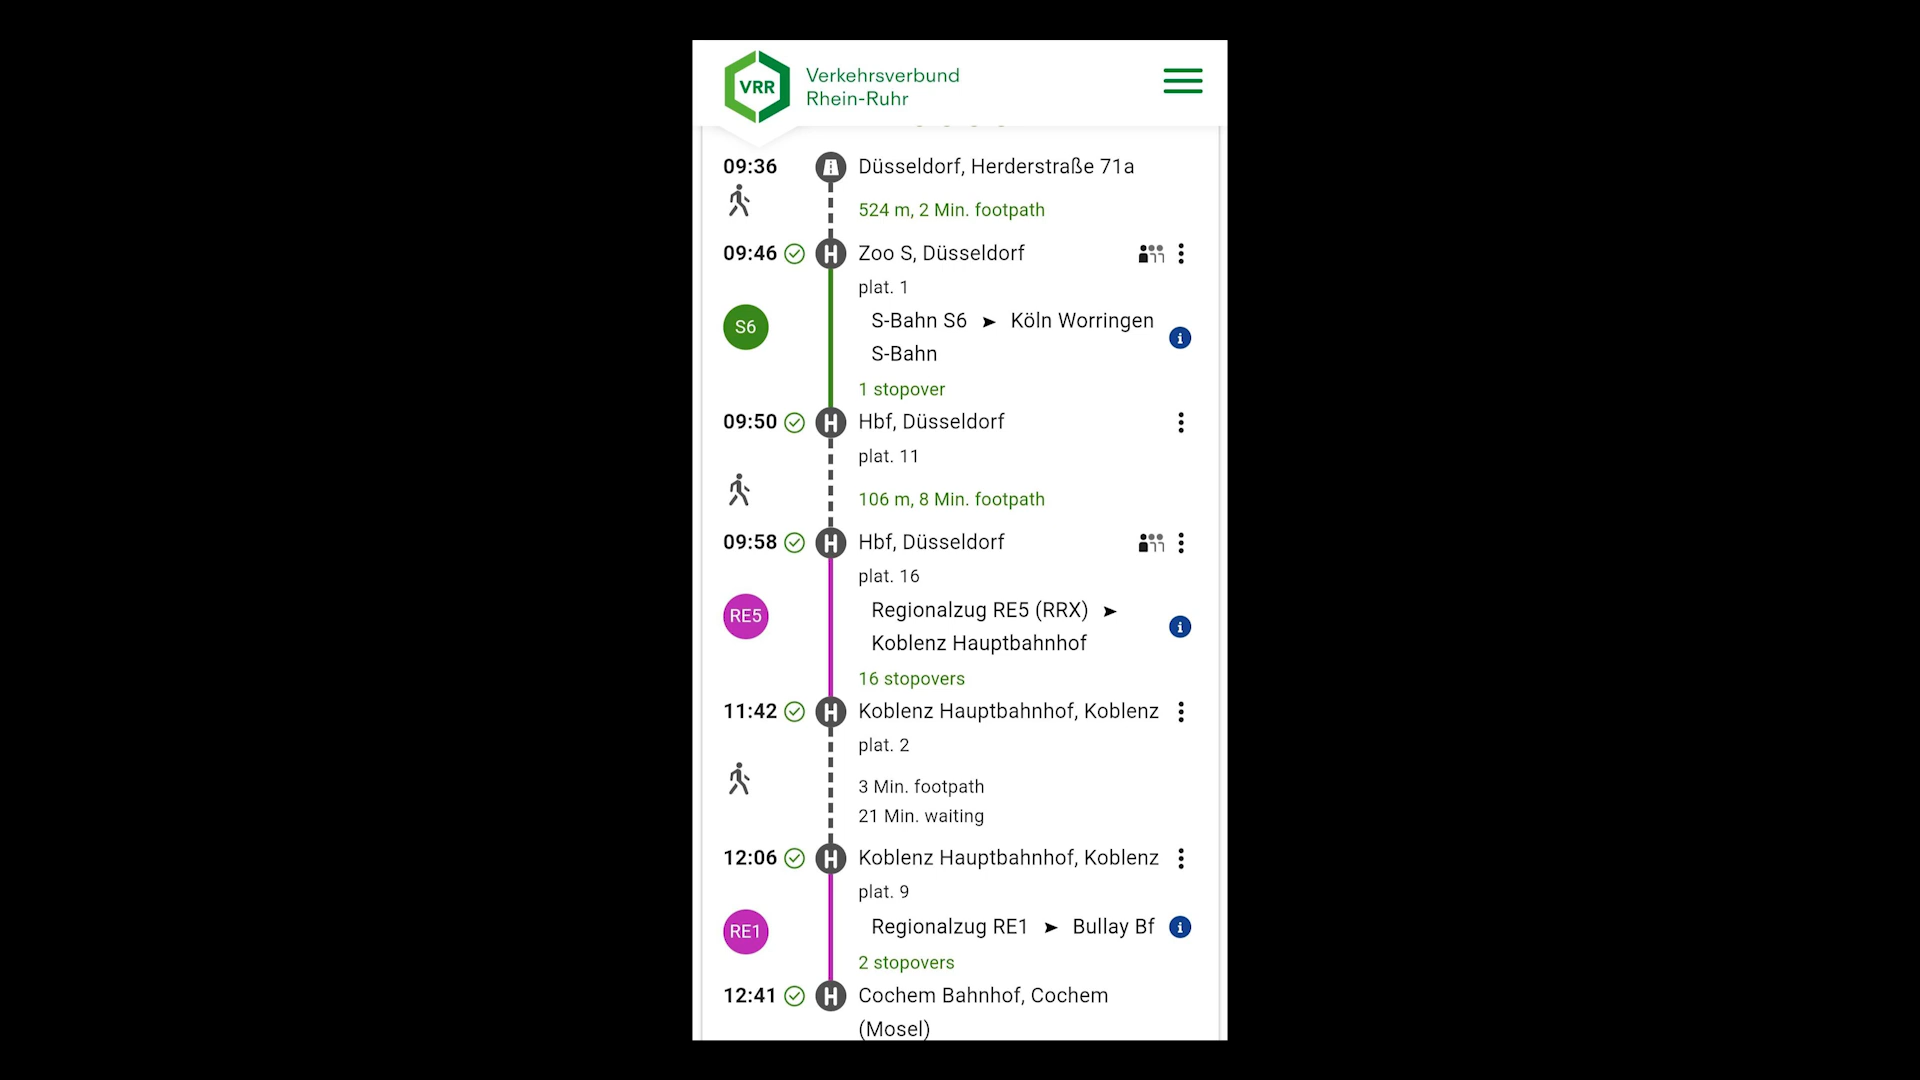 VRR
Verkehrsverbund
Rhein-Ruhr
09:36
Düsseldorf, Herderstraße 71a
524 m, 2 Min. footpath
09:46
H
Zoo S, Düsseldorf
plat. 1
S6
S-Bahn S6 ➤ Köln Worringen
S-Bahn
i
1 stopover
09:50
H
Hbf, Düsseldorf
plat. 11
106 m, 8 Min. footpath
09:58
H
Hbf, Düsseldorf
plat. 16
RE5
Regionalzug RE5 (RRX) ➤
Koblenz Hauptbahnhof
i
16 stopovers
11:42
H
Koblenz Hauptbahnhof, Koblenz
plat. 2
3 Min. footpath
21 Min. waiting
12:06
H
Koblenz Hauptbahnhof, Koblenz
plat. 9
RE1
Regionalzug RE1 ➤ Bullay Bf
i
2 stopovers
12:41
H
Cochem Bahnhof, Cochem
(Mosel)